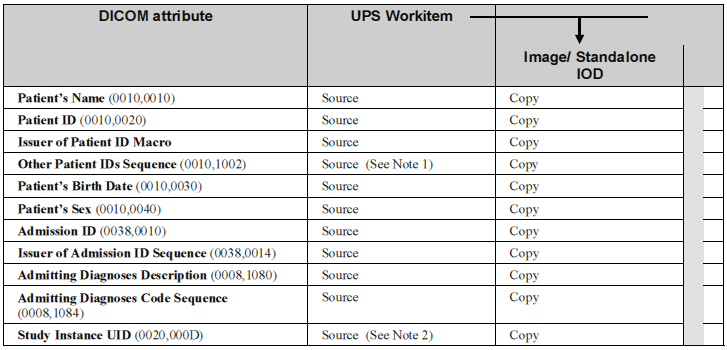 DICOM attribute UPS Workitem
Image/ Standalone
IOD
Patient’s Name (0010,0010) Source Copy
Patient ID (0010,0020) Source Copy
Issuer of Patient ID Macro Source Copy
Other Patient IDs Sequence (0010,1002) Source (See Note 1) Copy
Patient’s Birth Date (0010,0030) Source Copy
Patient’s Sex (0010,0040) Source Copy
Admission ID (0038,0010) Source Copy
Issuer of Admission ID Sequence (0038,0014) Source Copy
Admitting Diagnoses Description (0008,1080) Source Copy
Admitting Diagnoses Code Sequence Source Copy
(0008,1084)
Study Instance UID (0020,000D) Source (See Note 2) Copy